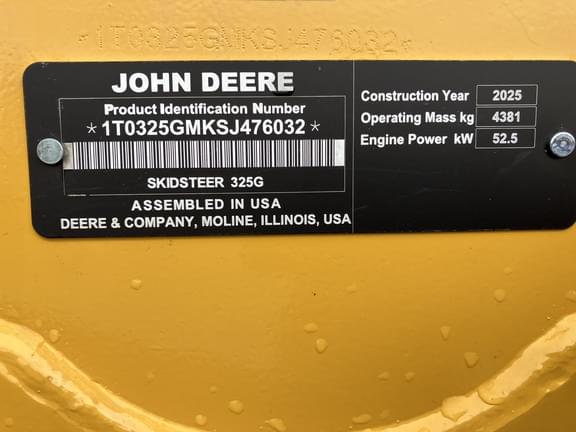 *1T0325GMKSJ476032*
JOHN DEERE
Product Identification Number
*1T0325GMKSJ476032*
SKIDSTEER 325G
ASSEMBLED IN USA
DEERE & COMPANY, MOLINE, ILLINOIS, USA
Construction Year 2025
Operating Mass kg 4381
Engine Power kW 52.5